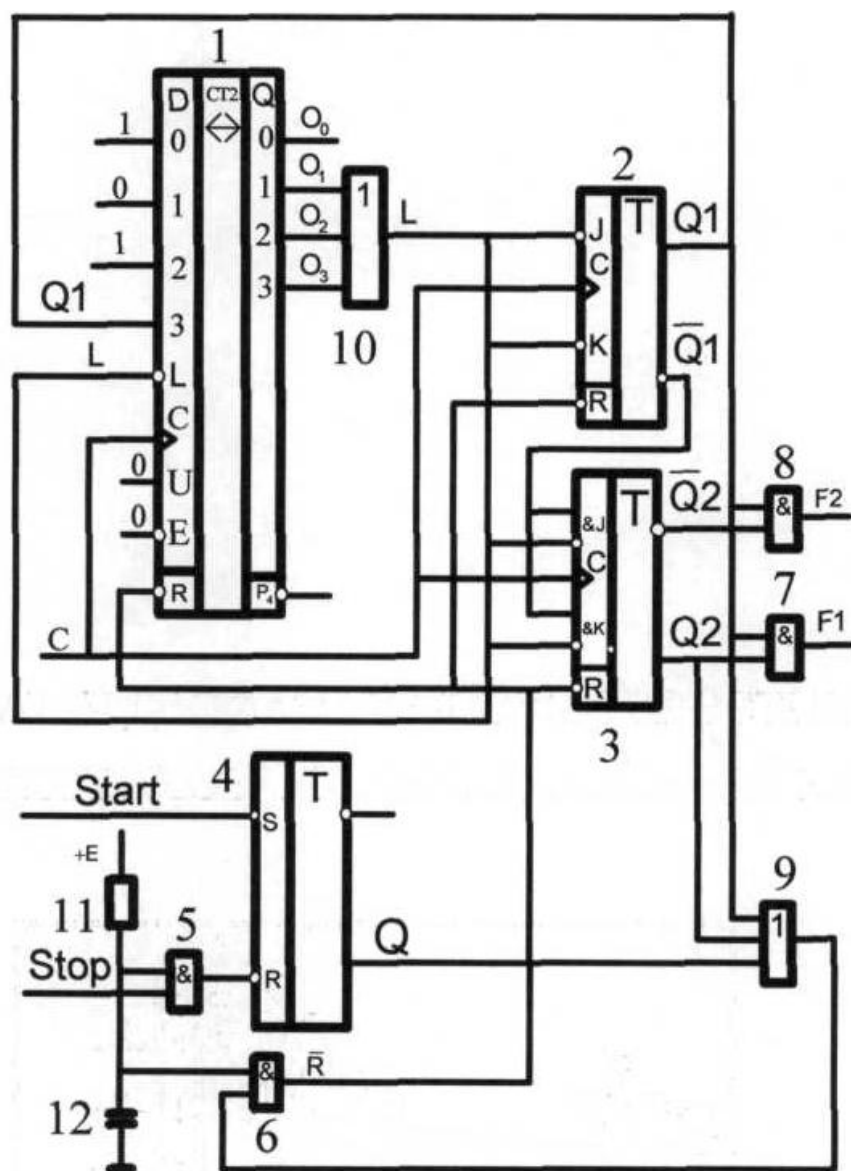 1
D CT2 Q
1 0 <> 0 O₀
0 1 1 O₁ 1
1 2 2 O₂ L
Q1 3 3 O₃
10
L L
C
0 U
0 E
R P₄
C
2
J T Q1
C
K Q̅1
R
&J T Q̅2
C
&K Q2
R
3
8
& F2
7
& F1
4
Start S T
+E
11
5
Stop & R Q
9
1
& R̅
12
6